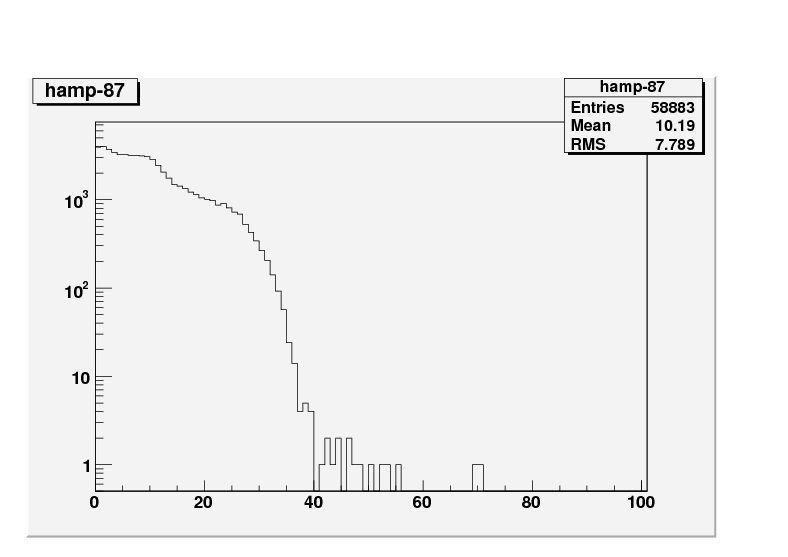 hamp-87
hamp-87
Entries 58883
Mean 10.19
RMS 7.789
10³
10²
10
1
0 20 40 60 80 100